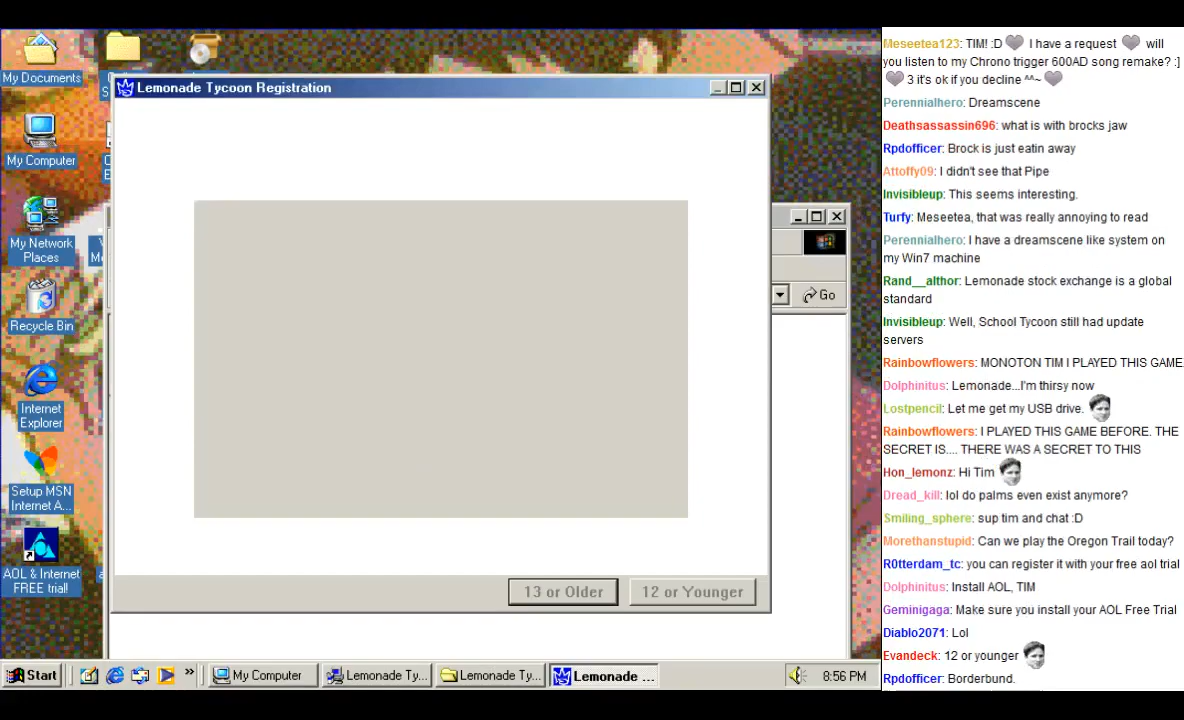 My Documents
My Computer
My Network
Places
Recycle Bin
Internet
Explorer
Setup MSN
Internet A...
AOL & Internet
FREE trial!
Lemonade Tycoon Registration
Go
13 or Older
12 or Younger
Start
»
My Computer
Lemonade Ty...
Lemonade Ty...
Lemonade ...
8:56 PM
Meseetea123: TIM! :D I have a request will
you listen to my Chrono trigger 600AD song remake? :]
3 it's ok if you decline ^^~
Perennialhero: Dreamscene
Deathsassassin696: what is with brocks jaw
Rpdofficer: Brock is just eatin away
Attoffy09: I didn't see that Pipe
Invisibleup: This seems interesting.
Turfy: Meseetea, that was really annoying to read
Perennialhero: I have a dreamscene like system on
my Win7 machine
Rand__althor: Lemonade stock exchange is a global
standard
Invisibleup: Well, School Tycoon still had update
servers
Rainbowflowers: MONOTON TIM I PLAYED THIS GAME
Dolphinitus: Lemonade...I'm thirsy now
Lostpencil: Let me get my USB drive.
Rainbowflowers: I PLAYED THIS GAME BEFORE. THE
SECRET IS.... THERE WAS A SECRET TO THIS
Hon_lemonz: Hi Tim
Dread_kill: lol do palms even exist anymore?
Smiling_sphere: sup tim and chat :D
Morethanstupid: Can we play the Oregon Trail today?
R0tterdam_tc: you can register it with your free aol trial
Dolphinitus: Install AOL, TIM
Geminigaga: Make sure you install your AOL Free Trial
Diablo2071: Lol
Evandeck: 12 or younger
Rpdofficer: Borderbund.